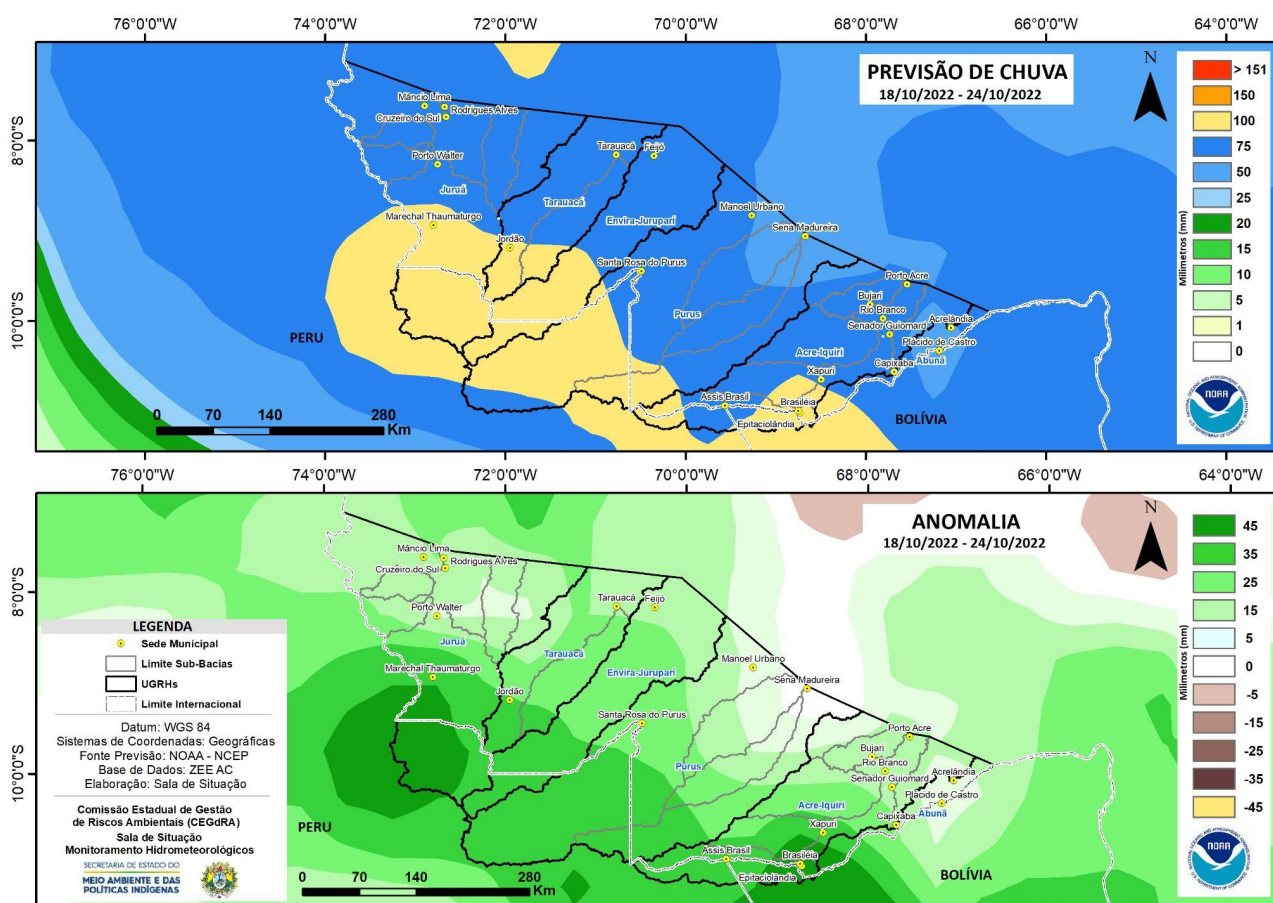 76°0'0"W 74°0'0"W 72°0'0"W 70°0'0"W 68°0'0"W 66°0'0"W 64°0'0"W
PREVISÃO DE CHUVA
18/10/2022 - 24/10/2022
N
8°0'0"S
10°0'0"S
Milímetros (mm)
> 151
150
100
75
50
25
20
15
10
5
1
0
Mâncio Lima
Rodrigues Alves
Cruzeiro do Sul
Porto Walter
Juruá
Tarauacá
Feijó
Tarauacá
Envira-Jurupari
Manoel Urbano
Marechal Thaumaturgo
Jordão
Sena Madureira
Santa Rosa do Purus
Purus
Porto Acre
Bujari
Rio Branco
Senador Guiomard
Acrelândia
Plácido de Castro
Abunã
Acre-Iquiri
Capixaba
Xapuri
Assis Brasil
Brasiléia
Epitaciolândia
PERU
BOLÍVIA
0 70 140 280
Km
NOAA
76°0'0"W 74°0'0"W 72°0'0"W 70°0'0"W 68°0'0"W 66°0'0"W 64°0'0"W
ANOMALIA
18/10/2022 - 24/10/2022
N
8°0'0"S
10°0'0"S
Milímetros (mm)
45
35
25
15
5
0
-5
-15
-25
-35
-45
Mâncio Lima
Rodrigues Alves
Cruzeiro do Sul
Porto Walter
Juruá
Tarauacá
Feijó
Tarauacá
Envira-Jurupari
Manoel Urbano
Marechal Thaumaturgo
Jordão
Sena Madureira
Santa Rosa do Purus
Purus
Porto Acre
Bujari
Rio Branco
Senador Guiomard
Acrelândia
Plácido de Castro
Abunã
Acre-Iquiri
Capixaba
Xapuri
Assis Brasil
Brasiléia
Epitaciolândia
PERU
BOLÍVIA
0 70 140 280
Km
NOAA
LEGENDA
Sede Municipal
Limite Sub-Bacias
UGRHs
Limite Internacional
Datum: WGS 84
Sistemas de Coordenadas: Geográficas
Fonte Previsão: NOAA - NCEP
Base de Dados: ZEE AC
Elaboração: Sala de Situação
Comissão Estadual de Gestão
de Riscos Ambientais (CEGdRA)
Sala de Situação
Monitoramento Hidrometeorológicos
SECRETARIA DE ESTADO DO
MEIO AMBIENTE E DAS
POLÍTICAS INDÍGENAS